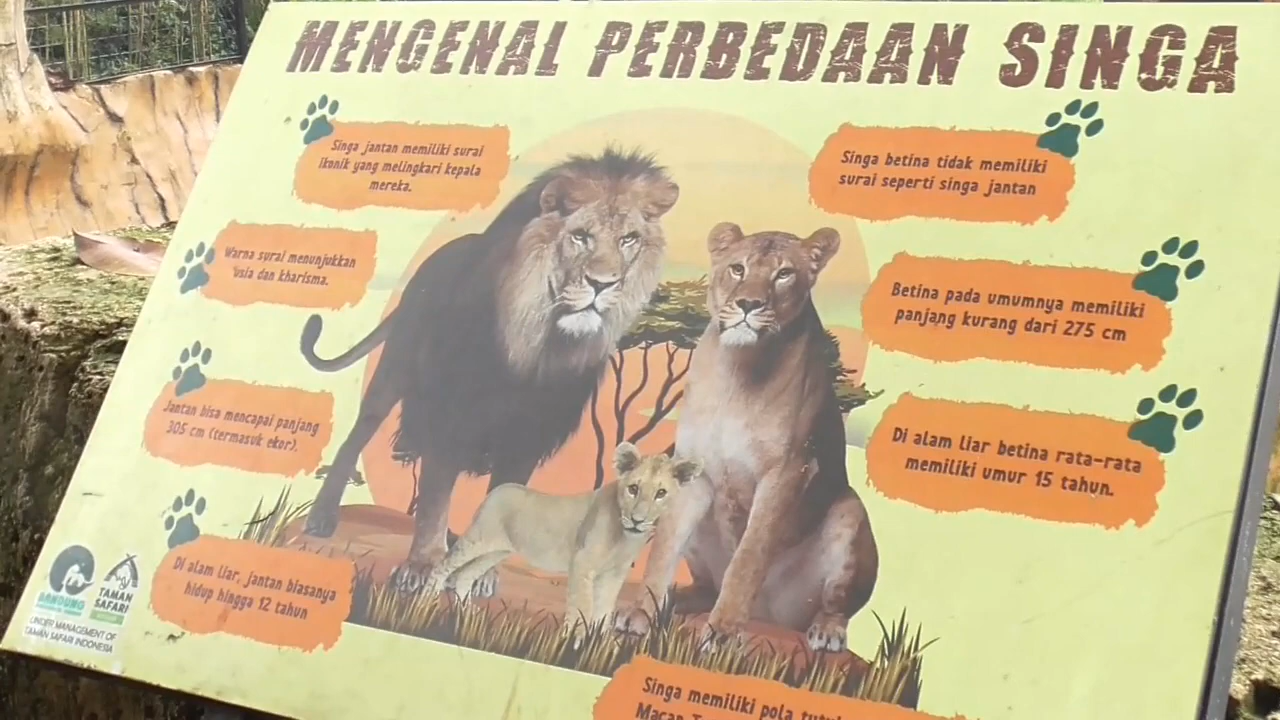 MENGENAL PERBEDAAN SINGA
Singa jantan memiliki surai
ikonik yang melingkari kepala
mereka.
Warna surai menunjukkan
usia dan kharisma.
Jantan bisa mencapai panjang
305 cm (termasuk ekor).
Di alam liar, jantan biasanya
hidup hingga 12 tahun
Singa betina tidak memiliki
surai seperti singa jantan
Betina pada umumnya memiliki
panjang kurang dari 275 cm
Di alam liar betina rata-rata
memiliki umur 15 tahun.
Singa memiliki pola
Macan
BANDUNG
TAMAN
SAFARI
UNDER MANAGEMENT OF
TAMAN SAFARI INDONESIA